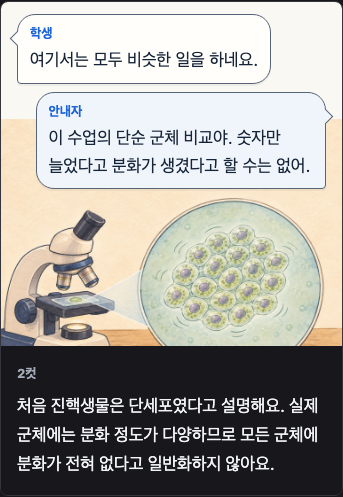 학생
여기서는 모두 비슷한 일을 하네요.
안내자
이 수업의 단순 군체 비교야. 숫자만
늘었다고 분화가 생겼다고 할 수는 없어.
2컷
처음 진핵생물은 단세포였다고 설명해요. 실제
군체에는 분화 정도가 다양하므로 모든 군체에
분화가 전혀 없다고 일반화하지 않아요.